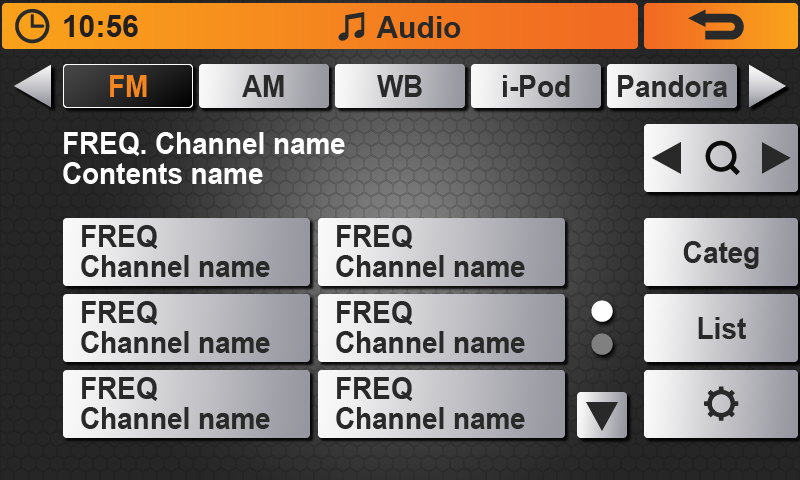 10:56
Audio
FM
AM
WB
i-Pod
Pandora
FREQ. Channel name
Contents name
FREQ
Channel name
FREQ
Channel name
Categ
FREQ
Channel name
FREQ
Channel name
List
FREQ
Channel name
FREQ
Channel name